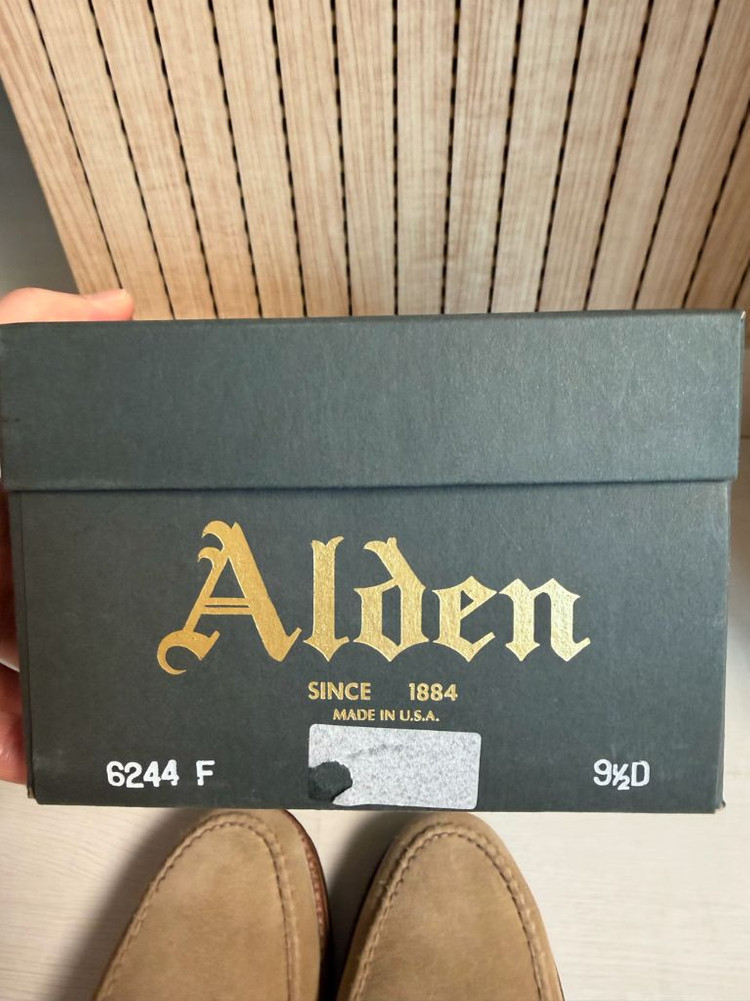 Alden
SINCE 1884
MADE IN U.S.A.
6244 F 9½D